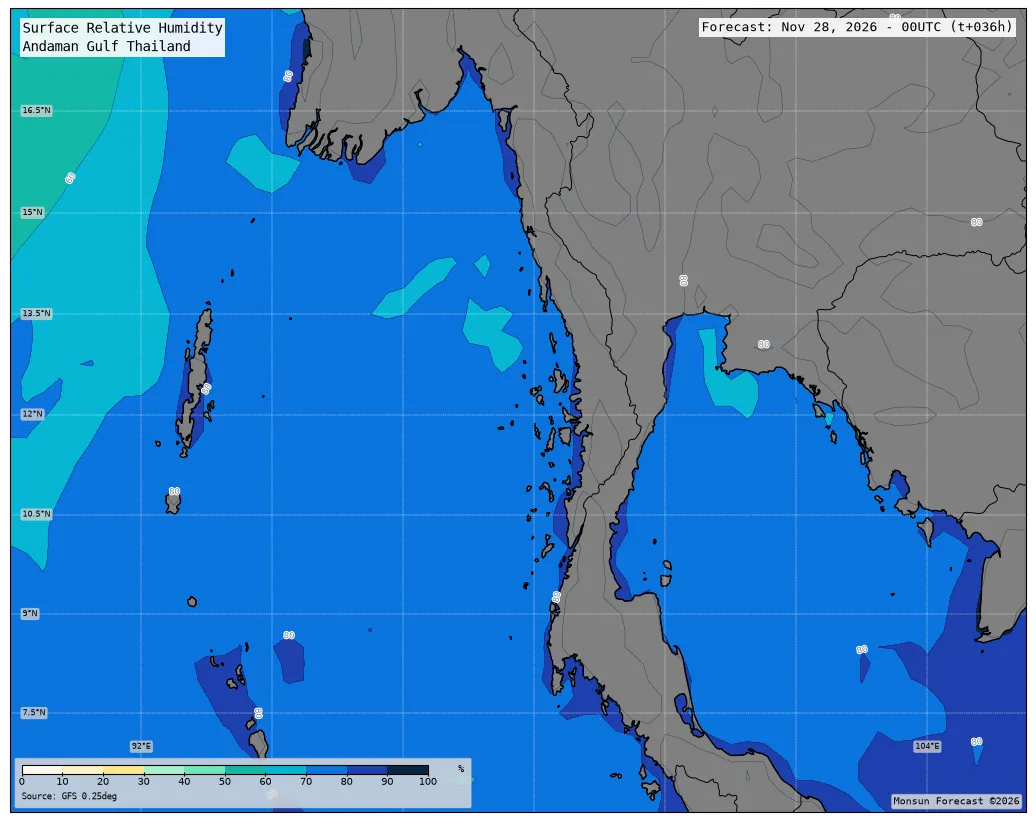 Surface Relative Humidity
Andaman Gulf Thailand
Forecast: Nov 28, 2026 - 00UTC (t+036h)
80
80
16.5°N
60
15°N
80
80
13.5°N
80
80
12°N
80
10.5°N
80
9°N
80
80
7.5°N
80
92°E
104°E
80
0 10 20 30 40 50 60 70 80 90 100 %
Source: GFS 0.25deg
Monsun Forecast ©2026